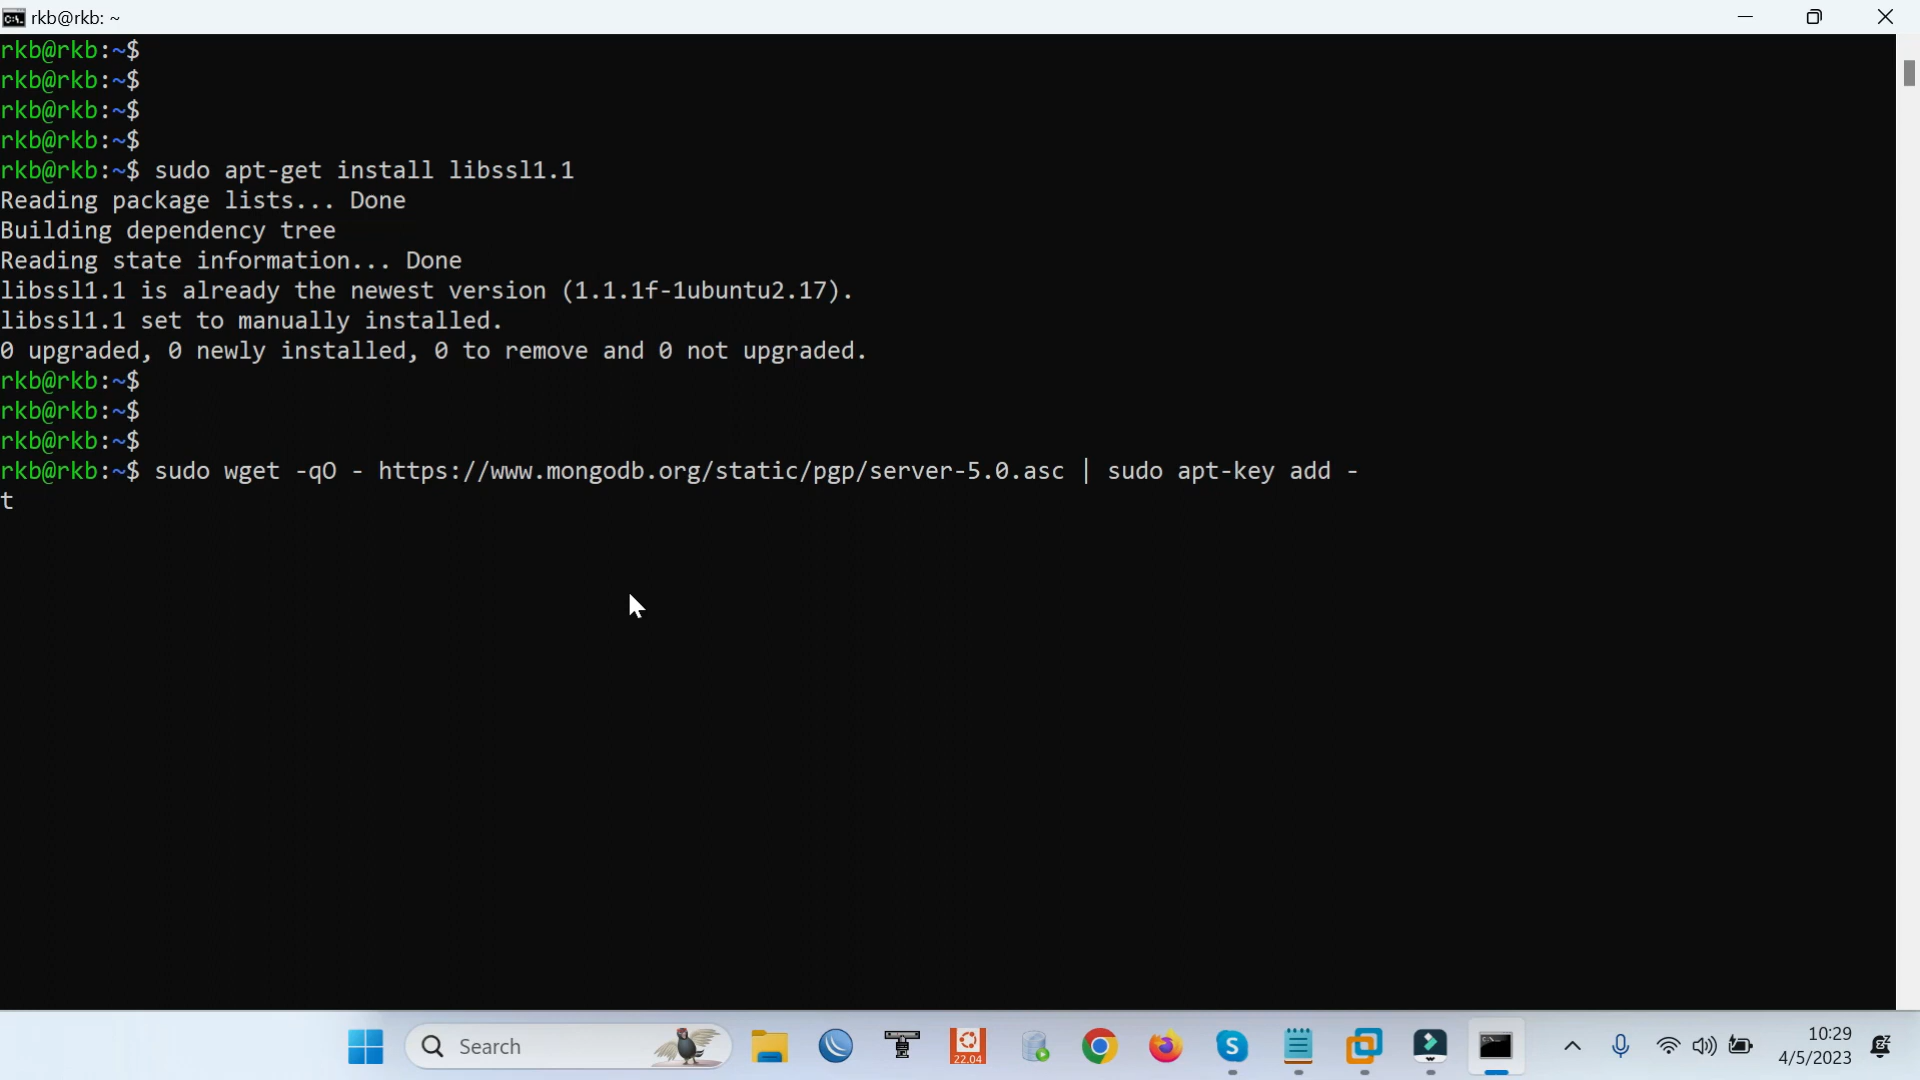 rkb@rkb: ~
rkb@rkb:~$
rkb@rkb:~$
rkb@rkb:~$
rkb@rkb:~$
rkb@rkb:~$ sudo apt-get install libssl1.1
Reading package lists... Done
Building dependency tree
Reading state information... Done
libssl1.1 is already the newest version (1.1.1f-1ubuntu2.17).
libssl1.1 set to manually installed.
0 upgraded, 0 newly installed, 0 to remove and 0 not upgraded.
rkb@rkb:~$
rkb@rkb:~$
rkb@rkb:~$
rkb@rkb:~$ sudo wget -qO - https://www.mongodb.org/static/pgp/server-5.0.asc | sudo apt-key add -
t
Search
22.04
S
10:29
4/5/2023